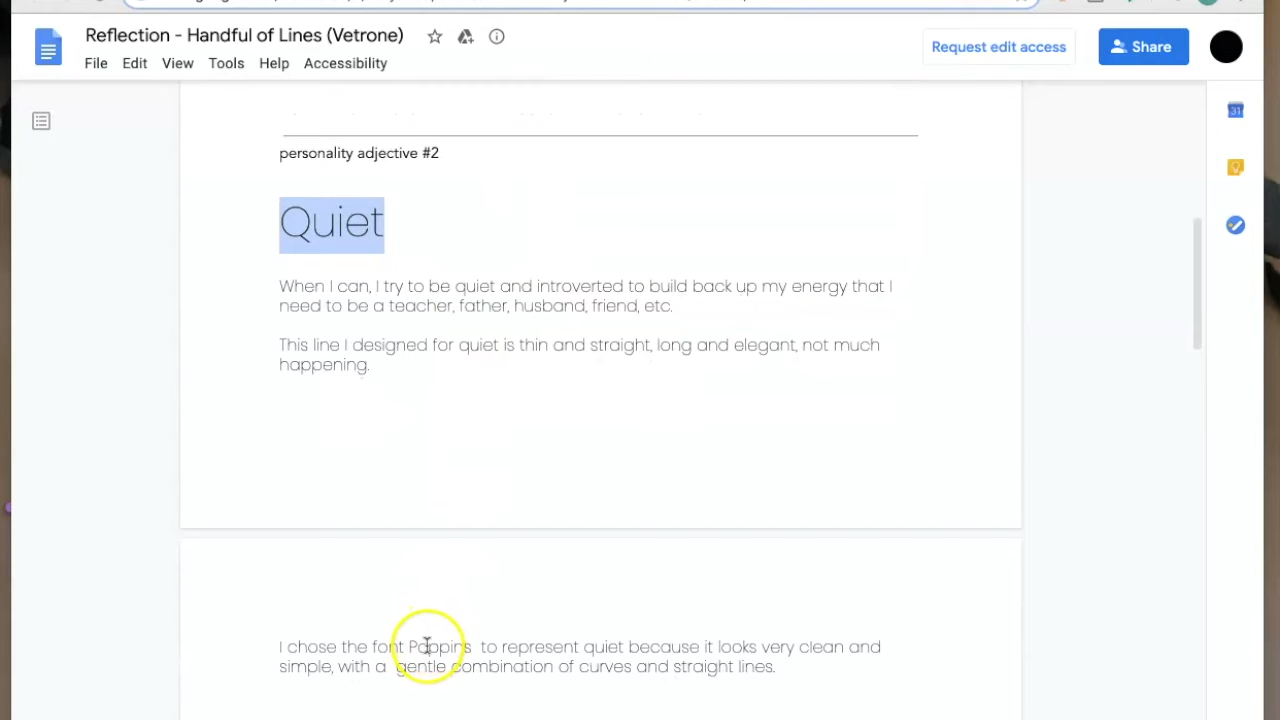 Reflection - Handful of Lines (Vetrone)
File Edit View Tools Help Accessibility
Request edit access
Share
31
personality adjective #2
Quiet
When I can, I try to be quiet and introverted to build back up my energy that I
need to be a teacher, father, husband, friend, etc.
This line I designed for quiet is thin and straight, long and elegant, not much
happening.
I chose the font Poppins to represent quiet because it looks very clean and
simple, with a gentle combination of curves and straight lines.